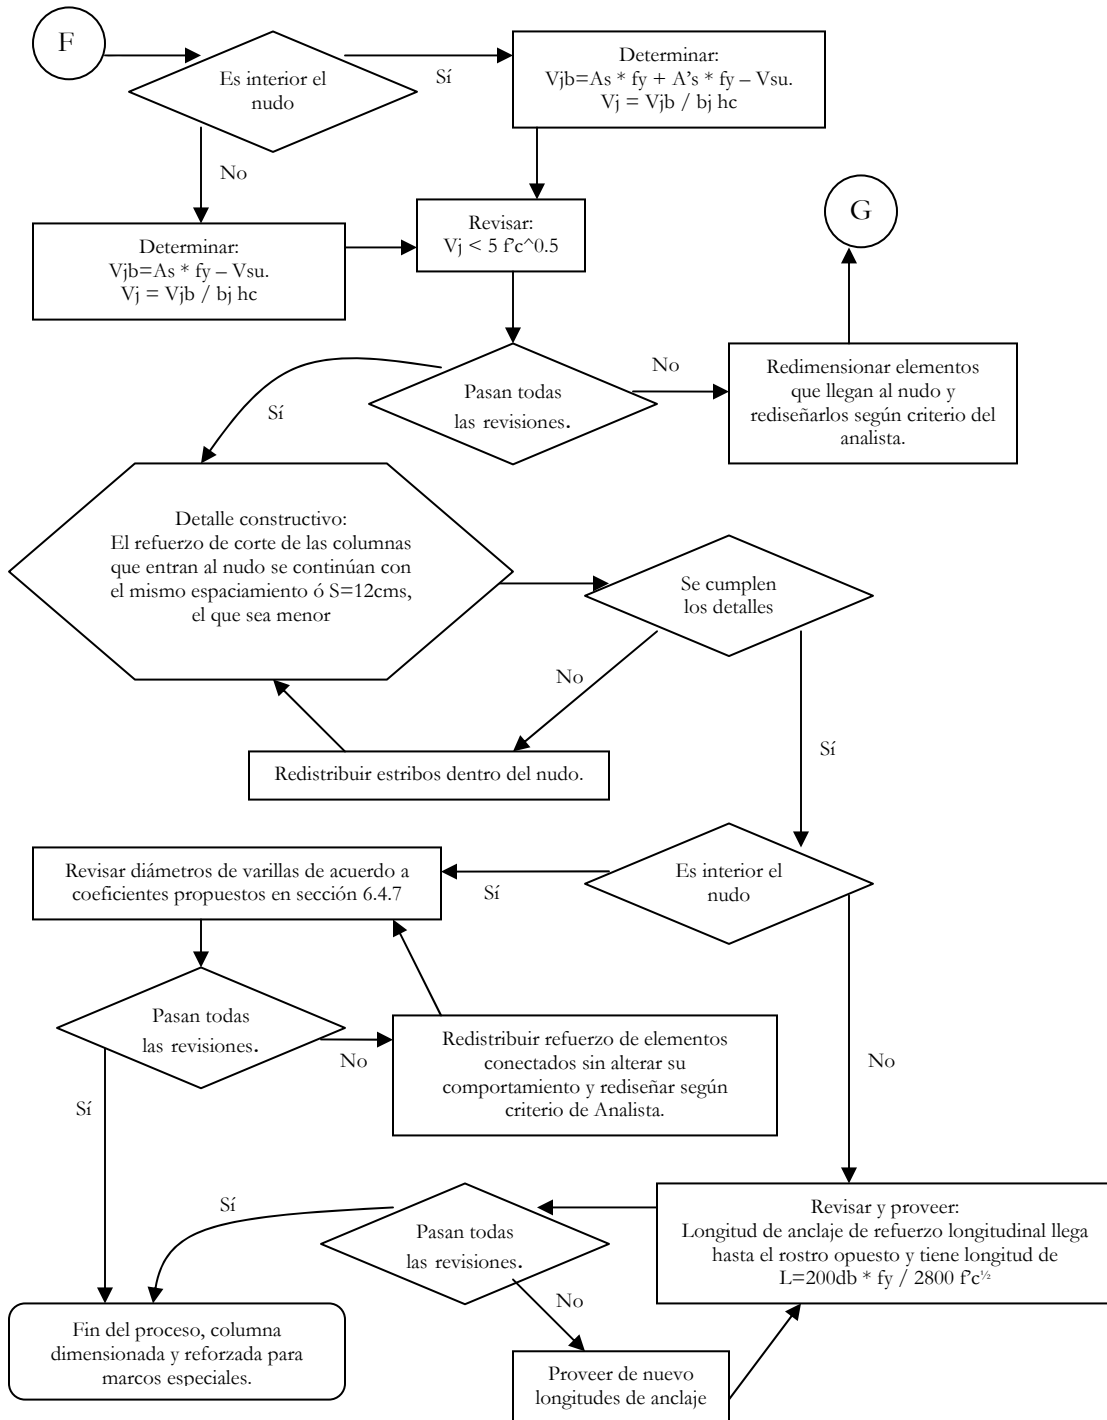 F
Es interior el
nudo
Sí
Determinar:
Vjb=As * fy + A's * fy – Vsu.
Vj = Vjb / bj hc
No
Determinar:
Vjb=As * fy – Vsu.
Vj = Vjb / bj hc
Revisar:
Vj < 5 f'c^0.5
G
Pasan todas
las revisiones.
No
Redimensionar elementos
que llegan al nudo y
rediseñarlos según criterio del
analista.
Sí
Detalle constructivo:
El refuerzo de corte de las columnas
que entran al nudo se continúan con
el mismo espaciamiento ó S=12cms,
el que sea menor
Se cumplen
los detalles
No
Redistribuir estribos dentro del nudo.
Sí
Es interior el
nudo
Sí
Revisar diámetros de varillas de acuerdo a
coeficientes propuestos en sección 6.4.7
Pasan todas
las revisiones.
No
Redistribuir refuerzo de elementos
conectados sin alterar su
comportamiento y rediseñar según
criterio de Analista.
No
Sí
Revisar y proveer:
Longitud de anclaje de refuerzo longitudinal llega
hasta el rostro opuesto y tiene longitud de
L=200db * fy / 2800 f'c½
Pasan todas
las revisiones.
Sí
No
Proveer de nuevo
longitudes de anclaje
Fin del proceso, columna
dimensionada y reforzada para
marcos especiales.